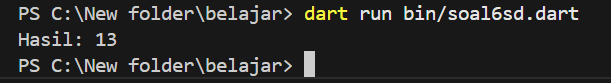 PS C:\New folder\belajar> dart run bin/soal6sd.dart
Hasil: 13
PS C:\New folder\belajar>